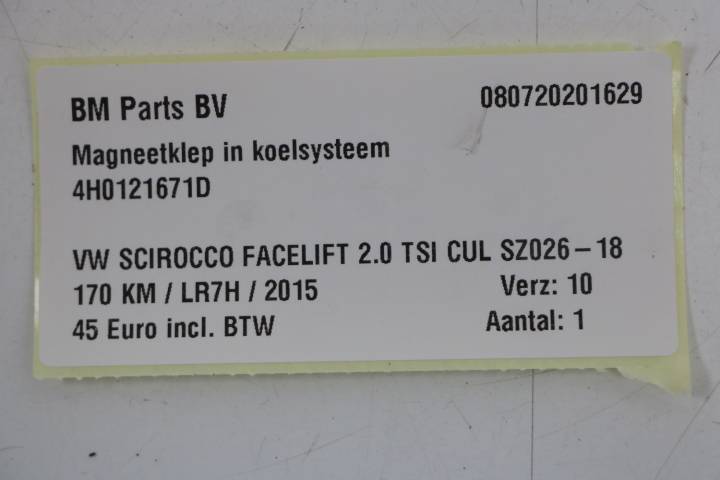 BM Parts BV 080720201629
Magneetklep in koelsysteem
4H0121671D
VW SCIROCCO FACELIFT 2.0 TSI CUL SZ026-18
170 KM / LR7H / 2015 Verz: 10
45 Euro incl. BTW Aantal: 1